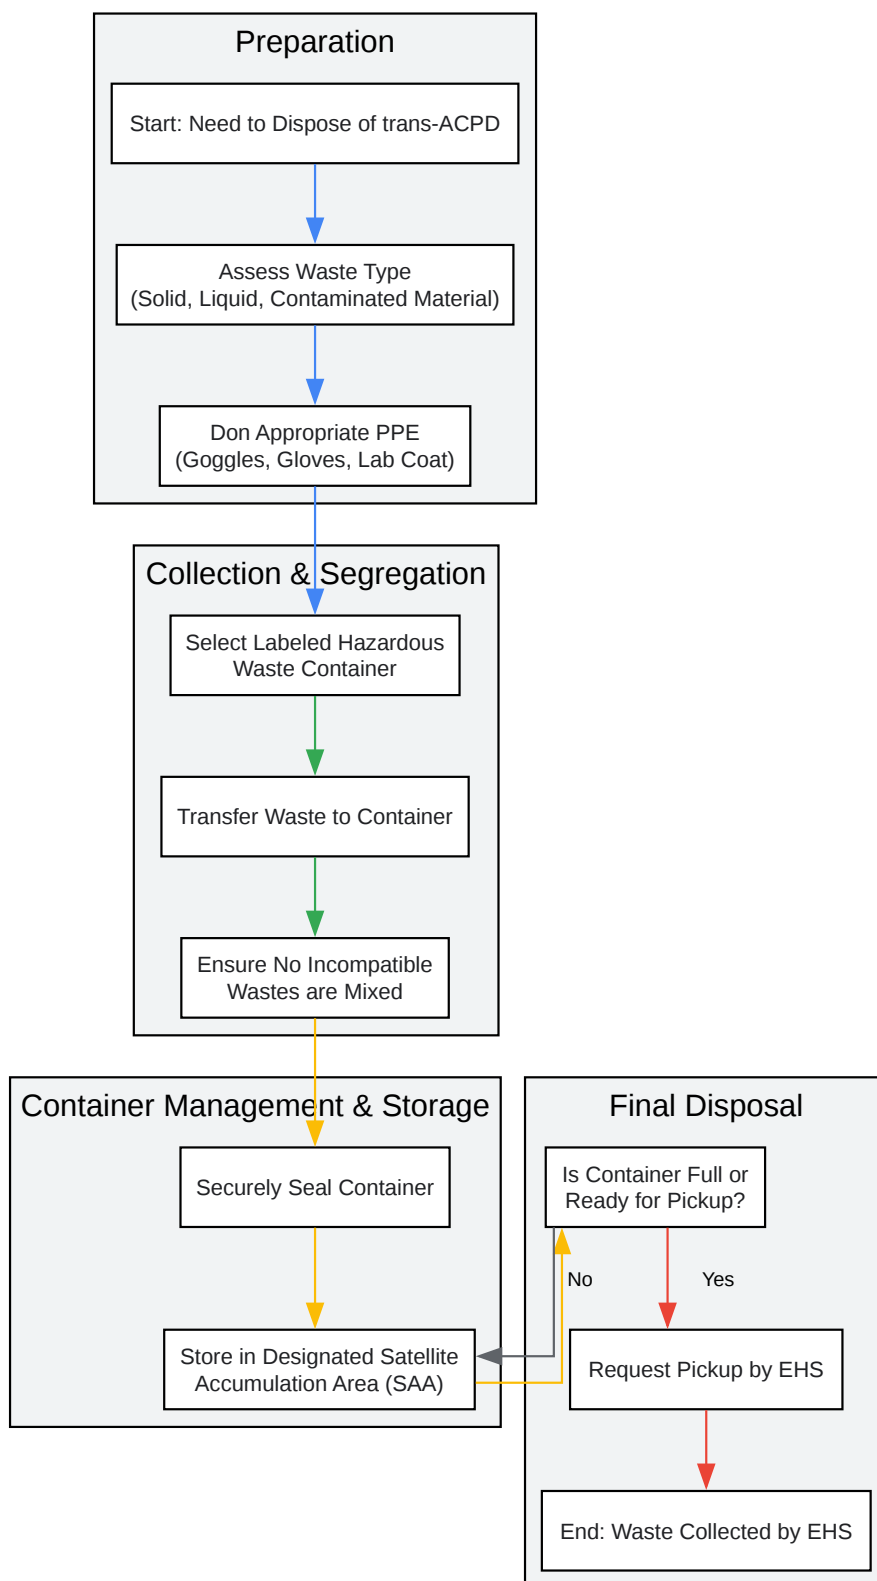 Preparation
Start: Need to Dispose of trans-ACPD
Assess Waste Type
(Solid, Liquid, Contaminated Material)
Don Appropriate PPE
(Goggles, Gloves, Lab Coat)
Collection & Segregation
Select Labeled Hazardous
Waste Container
Transfer Waste to Container
Ensure No Incompatible
Wastes are Mixed
Container Management & Storage
Securely Seal Container
Store in Designated Satellite
Accumulation Area (SAA)
Final Disposal
Is Container Full or
Ready for Pickup?
No
Yes
Request Pickup by EHS
End: Waste Collected by EHS